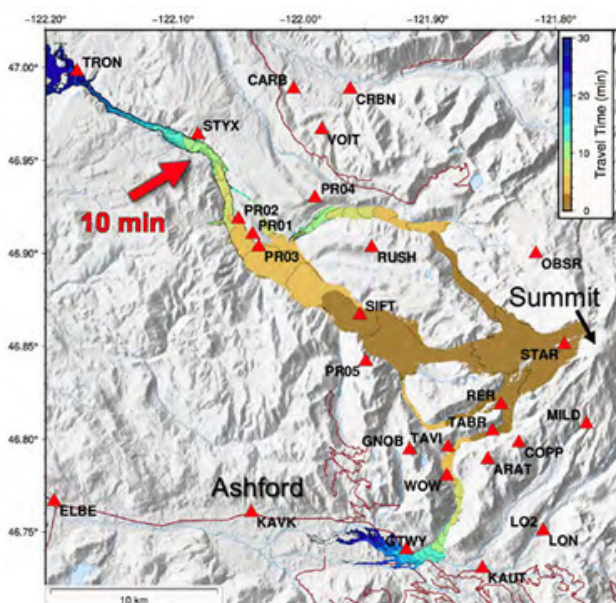 -122.20
-122.10
-122.00
-121.90
-121.80
47.00°
46.95°
46.90°
46.85°
46.80°
46.75°
TRON
CARB
CRBN
STYX
VOIT
10 min
PR04
PR02
PR01
PR03
RUSH
OBSR
SIFT
Summit
STAR
PR05
RER
TABR
MILD
GNOB
TAVI
COPP
ARAT
WOW
Ashford
ELBE
KAVK
GTWY
LO2
LON
KAUT
10 km
30
20
10
0
Travel Time (min)